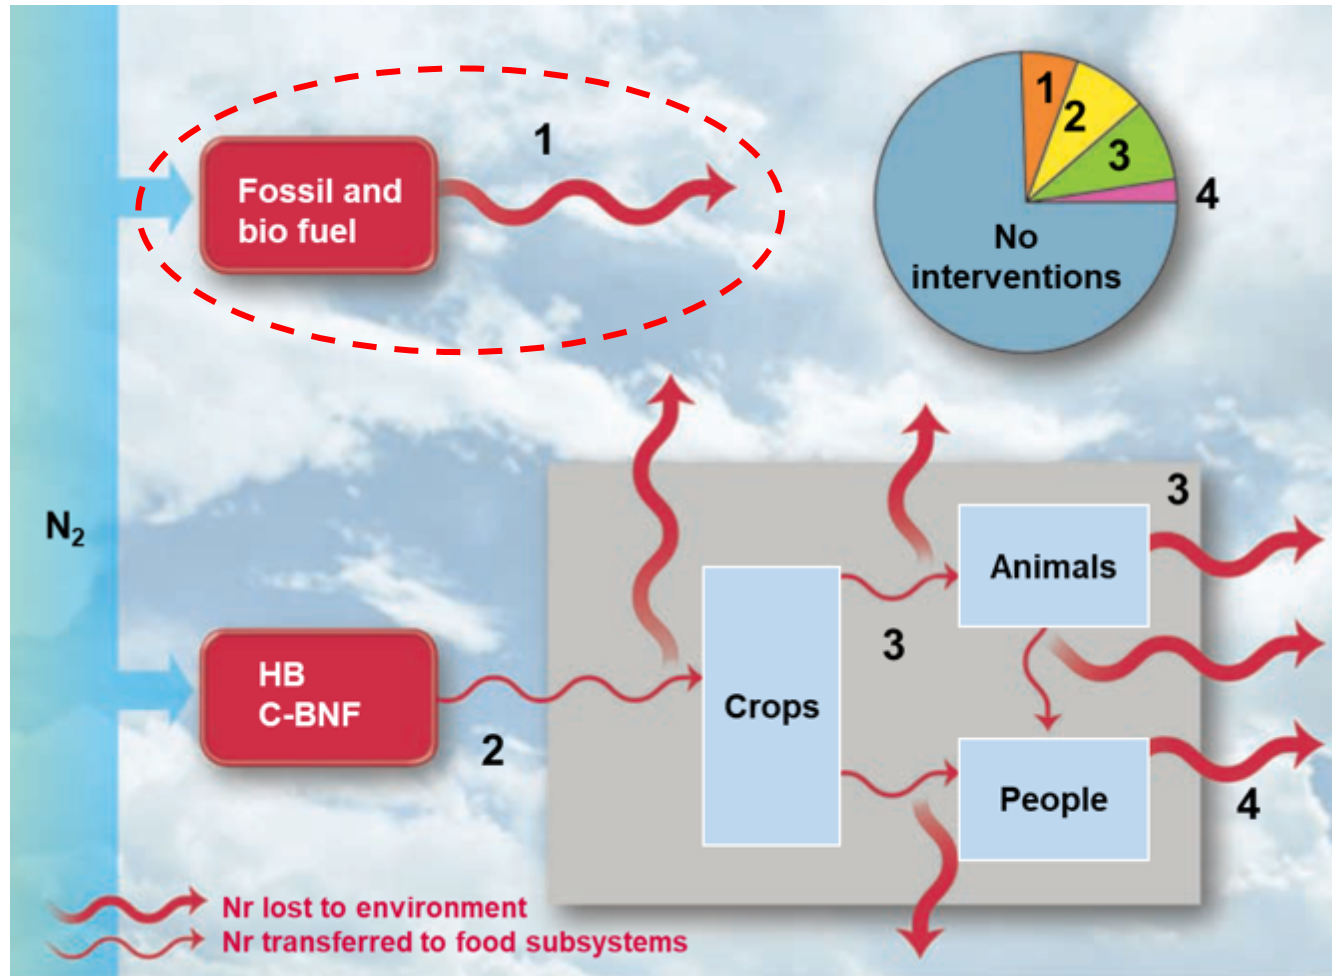 1
Fossil and
bio fuel
1
2
3
4
No
interventions
N₂
3
Animals
3
HB
C-BNF
Crops
2
People
4
Nr lost to environment
Nr transferred to food subsystems